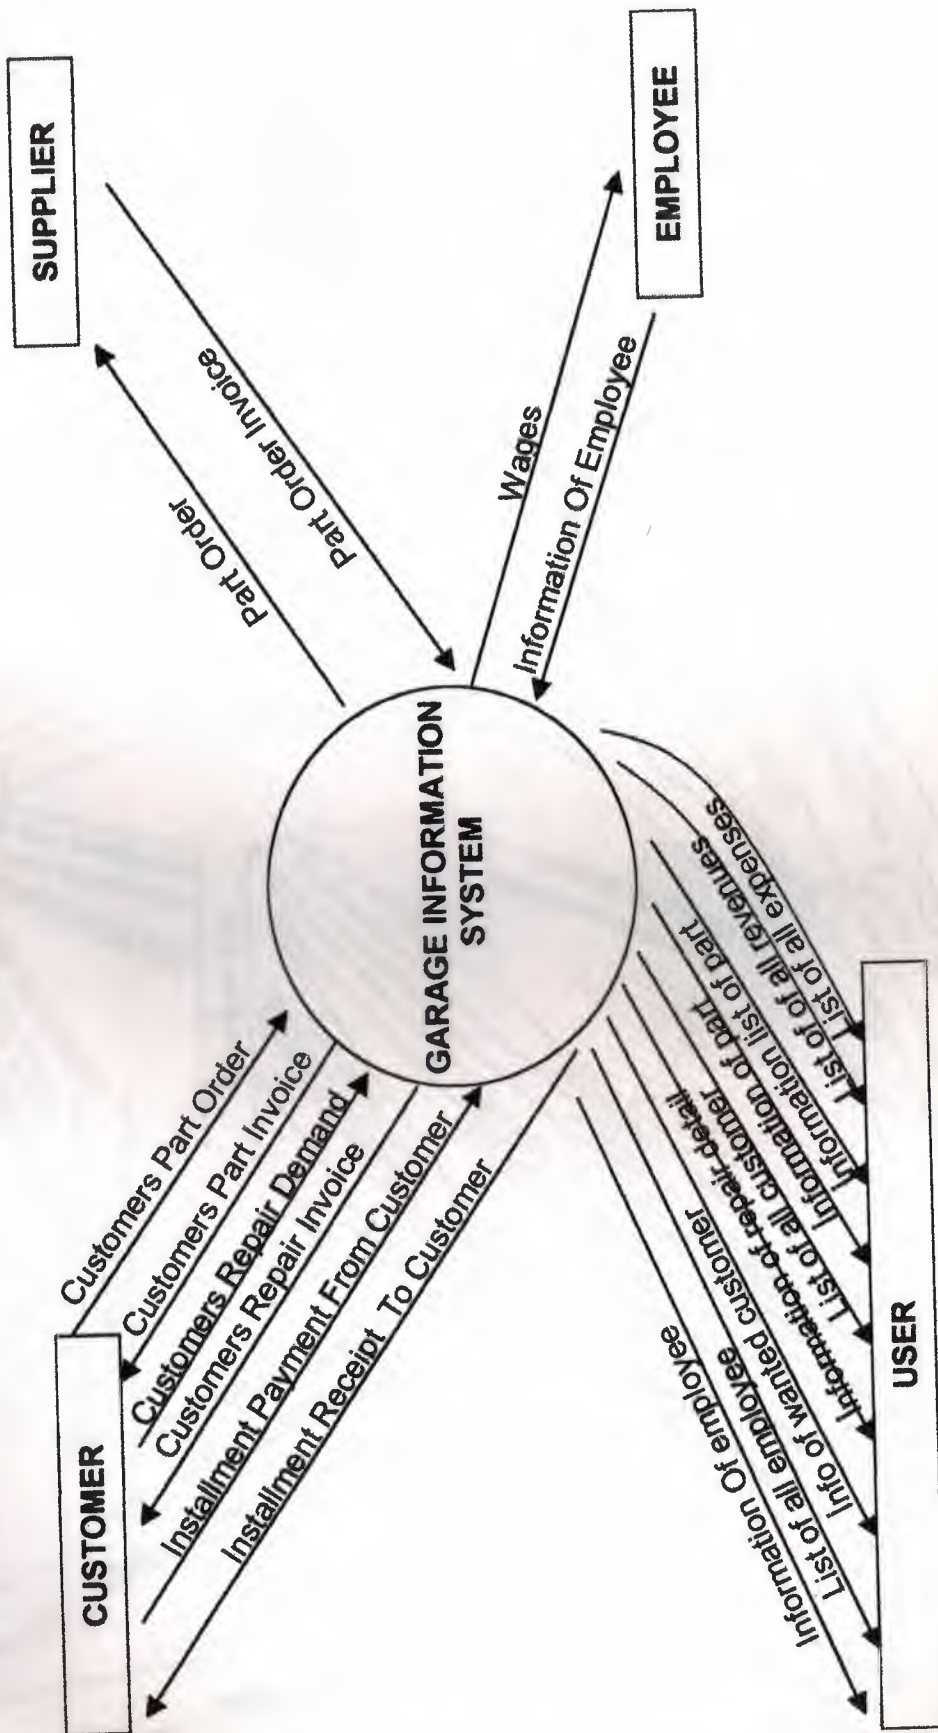 CUSTOMER
SUPPLIER
Customers Part Order
Customers Part Invoice
Customers Repair Demand
Customers Repair Invoice
Installment Payment From Customer
Installment Receipt To Customer
Part Order
Part Order Invoice
GARAGE INFORMATION
SYSTEM
Wages
Information Of Employee
EMPLOYEE
Information Of employee
List of all employee
Info of wanted customer
Information of repair detail
List of all customer
Information of part
Information list of part
List of of all revenues
List of all expenses
USER